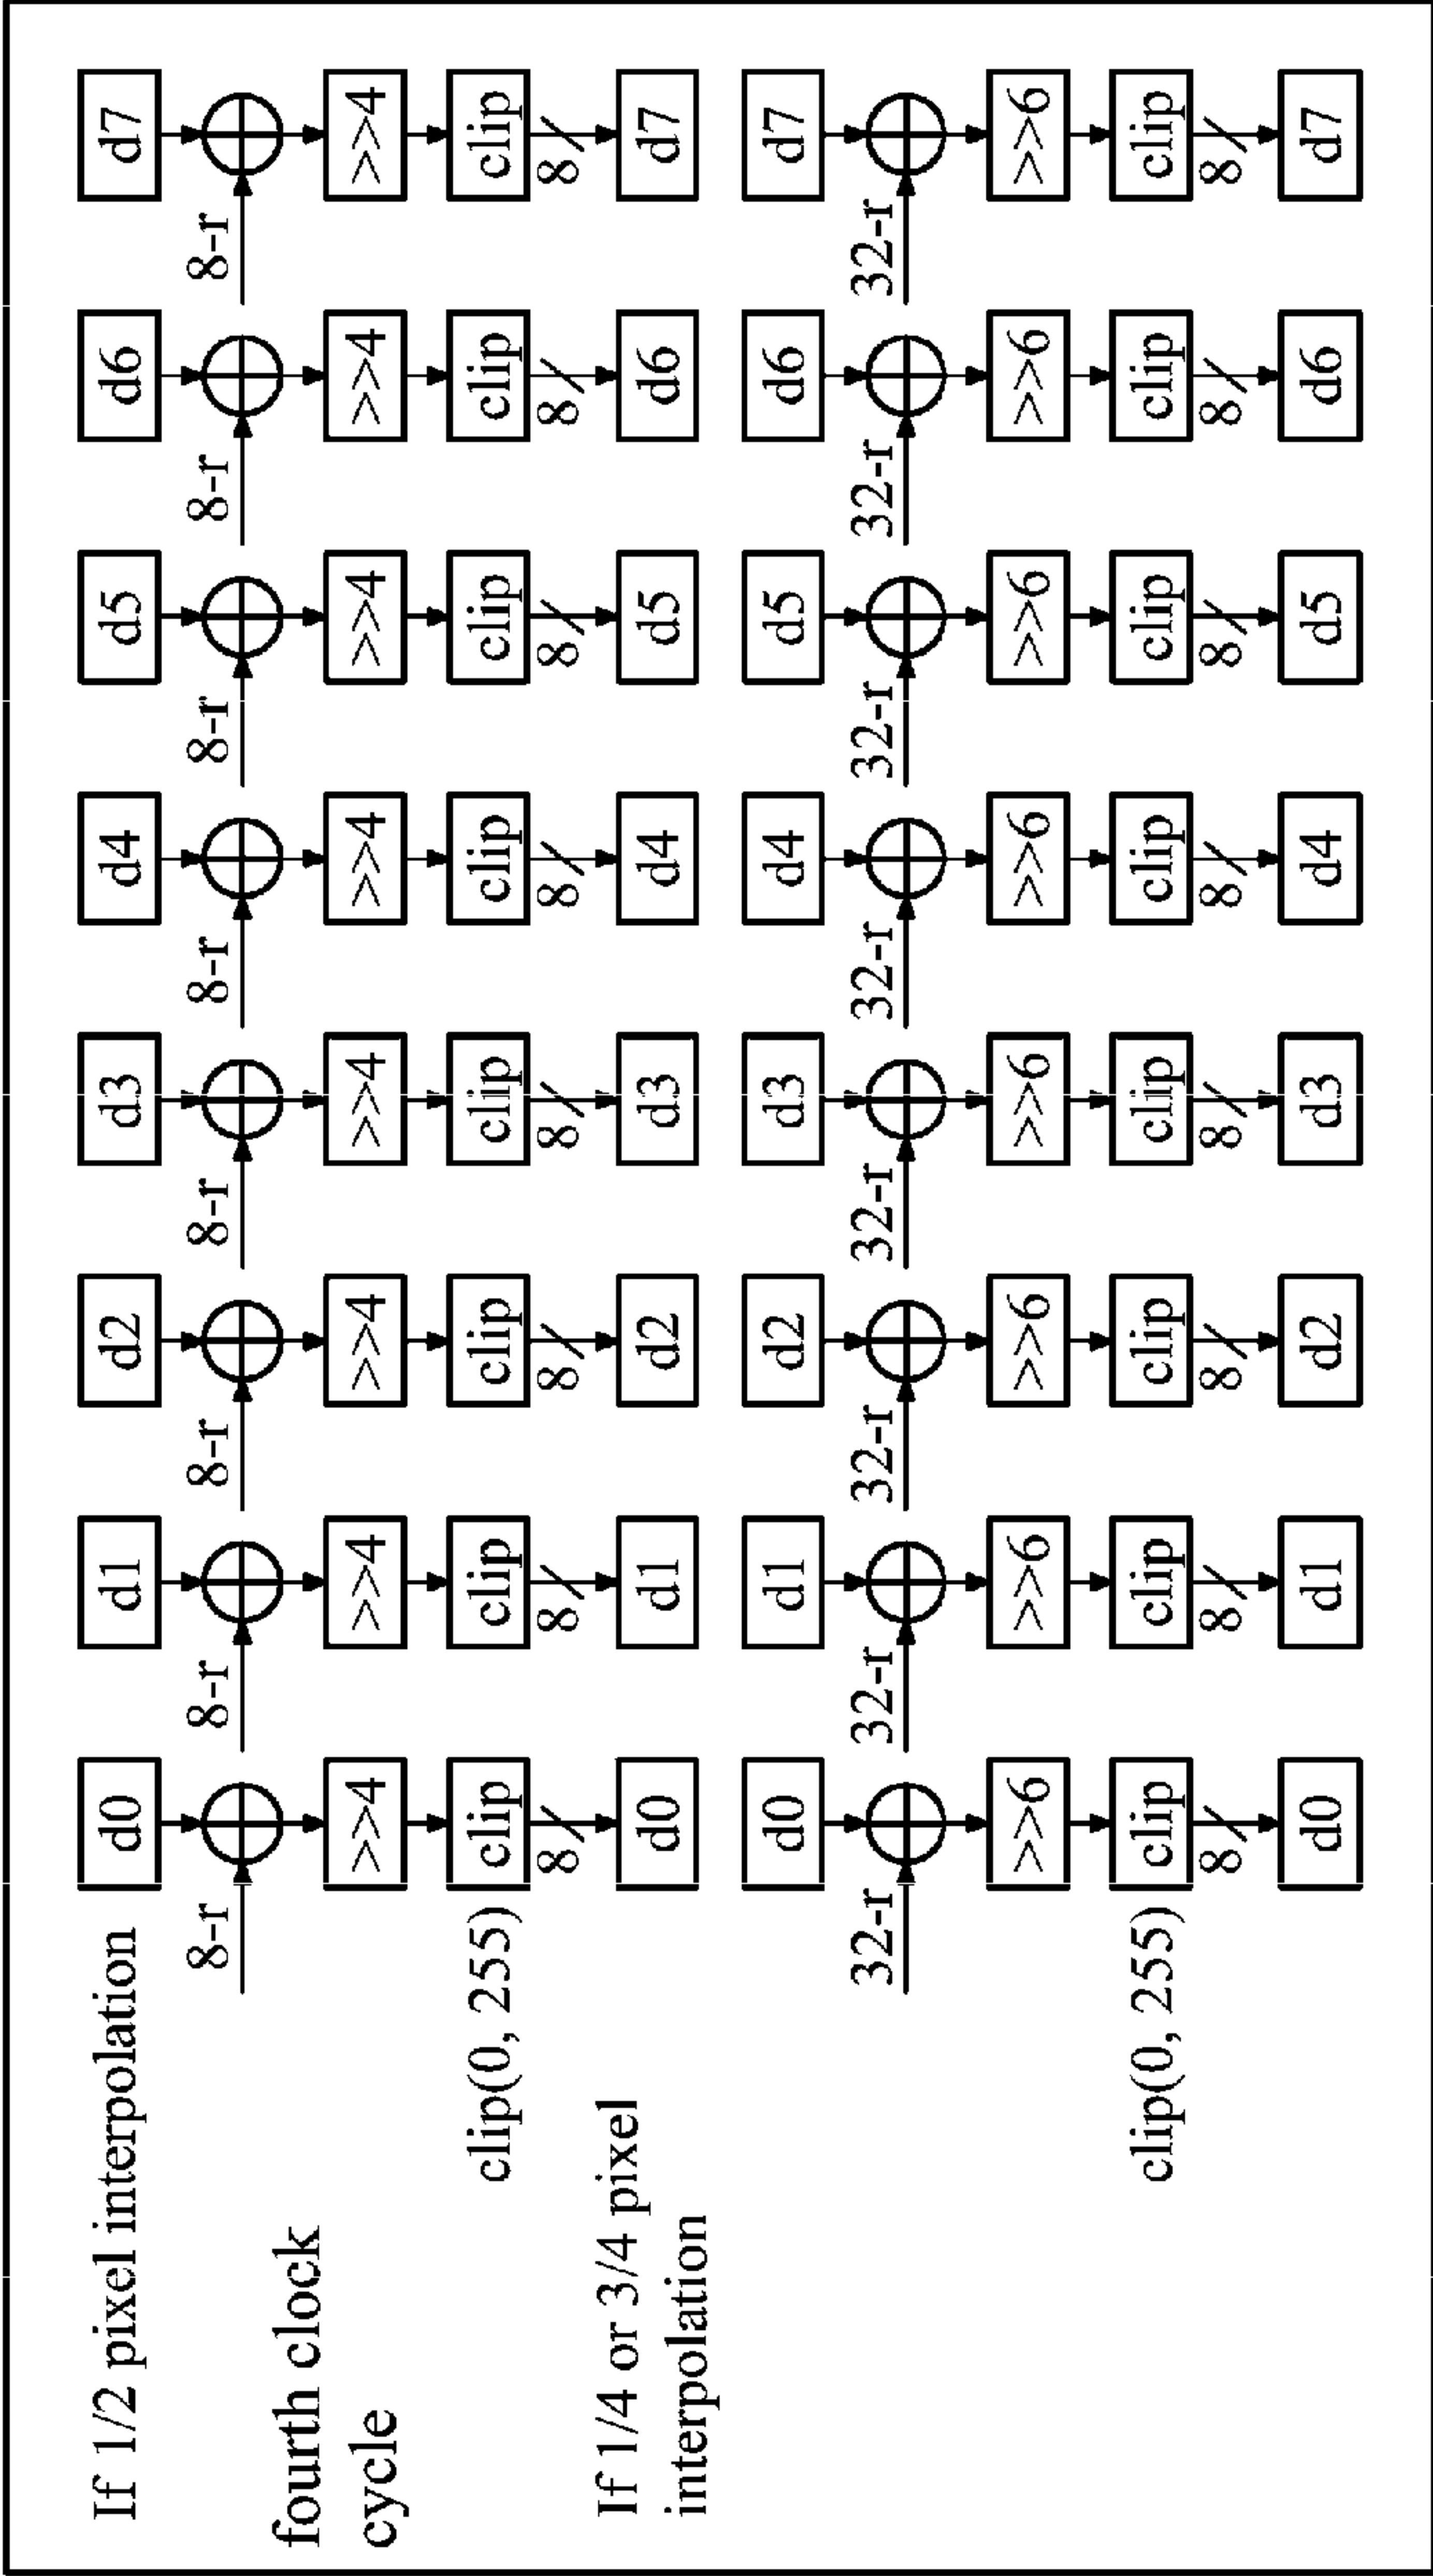 If 1/2 pixel interpolation
d0 d1 d2 d3 d4 d5 d6 d7
8-r 8-r 8-r 8-r 8-r 8-r 8-r 8-r
fourth clock
cycle
>>4 >>4 >>4 >>4 >>4 >>4 >>4 >>4
clip(0, 255) clip clip clip clip clip clip clip clip
8 8 8 8 8 8 8 8
If 1/4 or 3/4 pixel
interpolation
d0 d1 d2 d3 d4 d5 d6 d7
d0 d1 d2 d3 d4 d5 d6 d7
32-r 32-r 32-r 32-r 32-r 32-r 32-r 32-r
>>6 >>6 >>6 >>6 >>6 >>6 >>6 >>6
clip(0, 255) clip clip clip clip clip clip clip clip
8 8 8 8 8 8 8 8
d0 d1 d2 d3 d4 d5 d6 d7